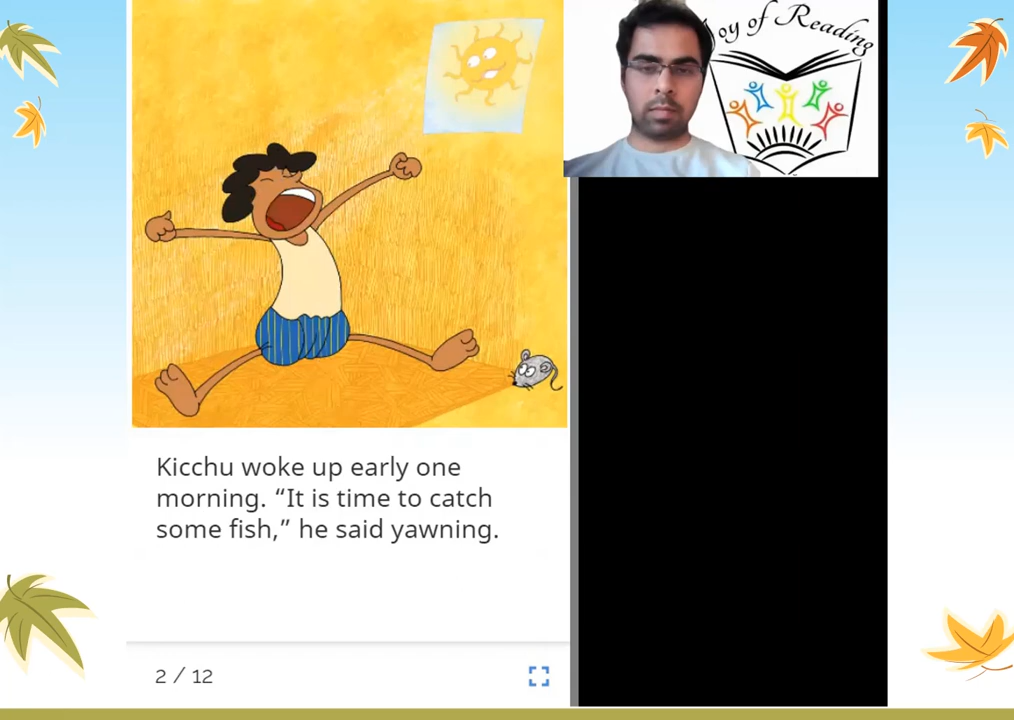 Joy of Reading
Kicchu woke up early one
morning. “It is time to catch
some fish,” he said yawning.
2 / 12